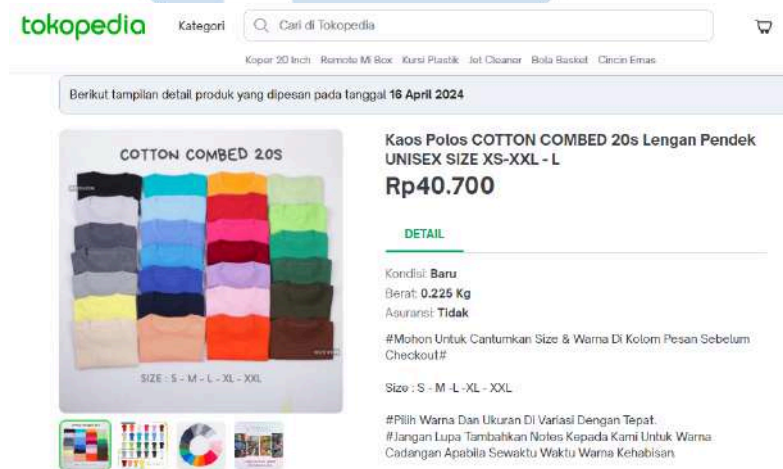 tokopedia
Kategori
Cari di Tokopedia
Koper 20 Inch Remote Mi Box Kursi Plastik Jet Cleaner Bola Basket Cincin Emas
Berikut tampilan detail produk yang dipesan pada tanggal 16 April 2024
COTTON COMBED 20S
SIZE : S - M - L - XL - XXL
Kaos Polos COTTON COMBED 20s Lengan Pendek
UNISEX SIZE XS-XXL - L
Rp40.700
DETAIL
Kondisi: Baru
Berat: 0.225 Kg
Asuransi: Tidak
#Mohon Untuk Cantumkan Size & Warna Di Kolom Pesan Sebelum
Checkout#
Size : S - M -L -XL - XXL
#Pilih Warna Dan Ukuran Di Variasi Dengan Tepat.
#Jangan Lupa Tambahkan Notes Kepada Kami Untuk Warna
Cadangan Apabila Sewaktu Waktu Warna Kehabisan